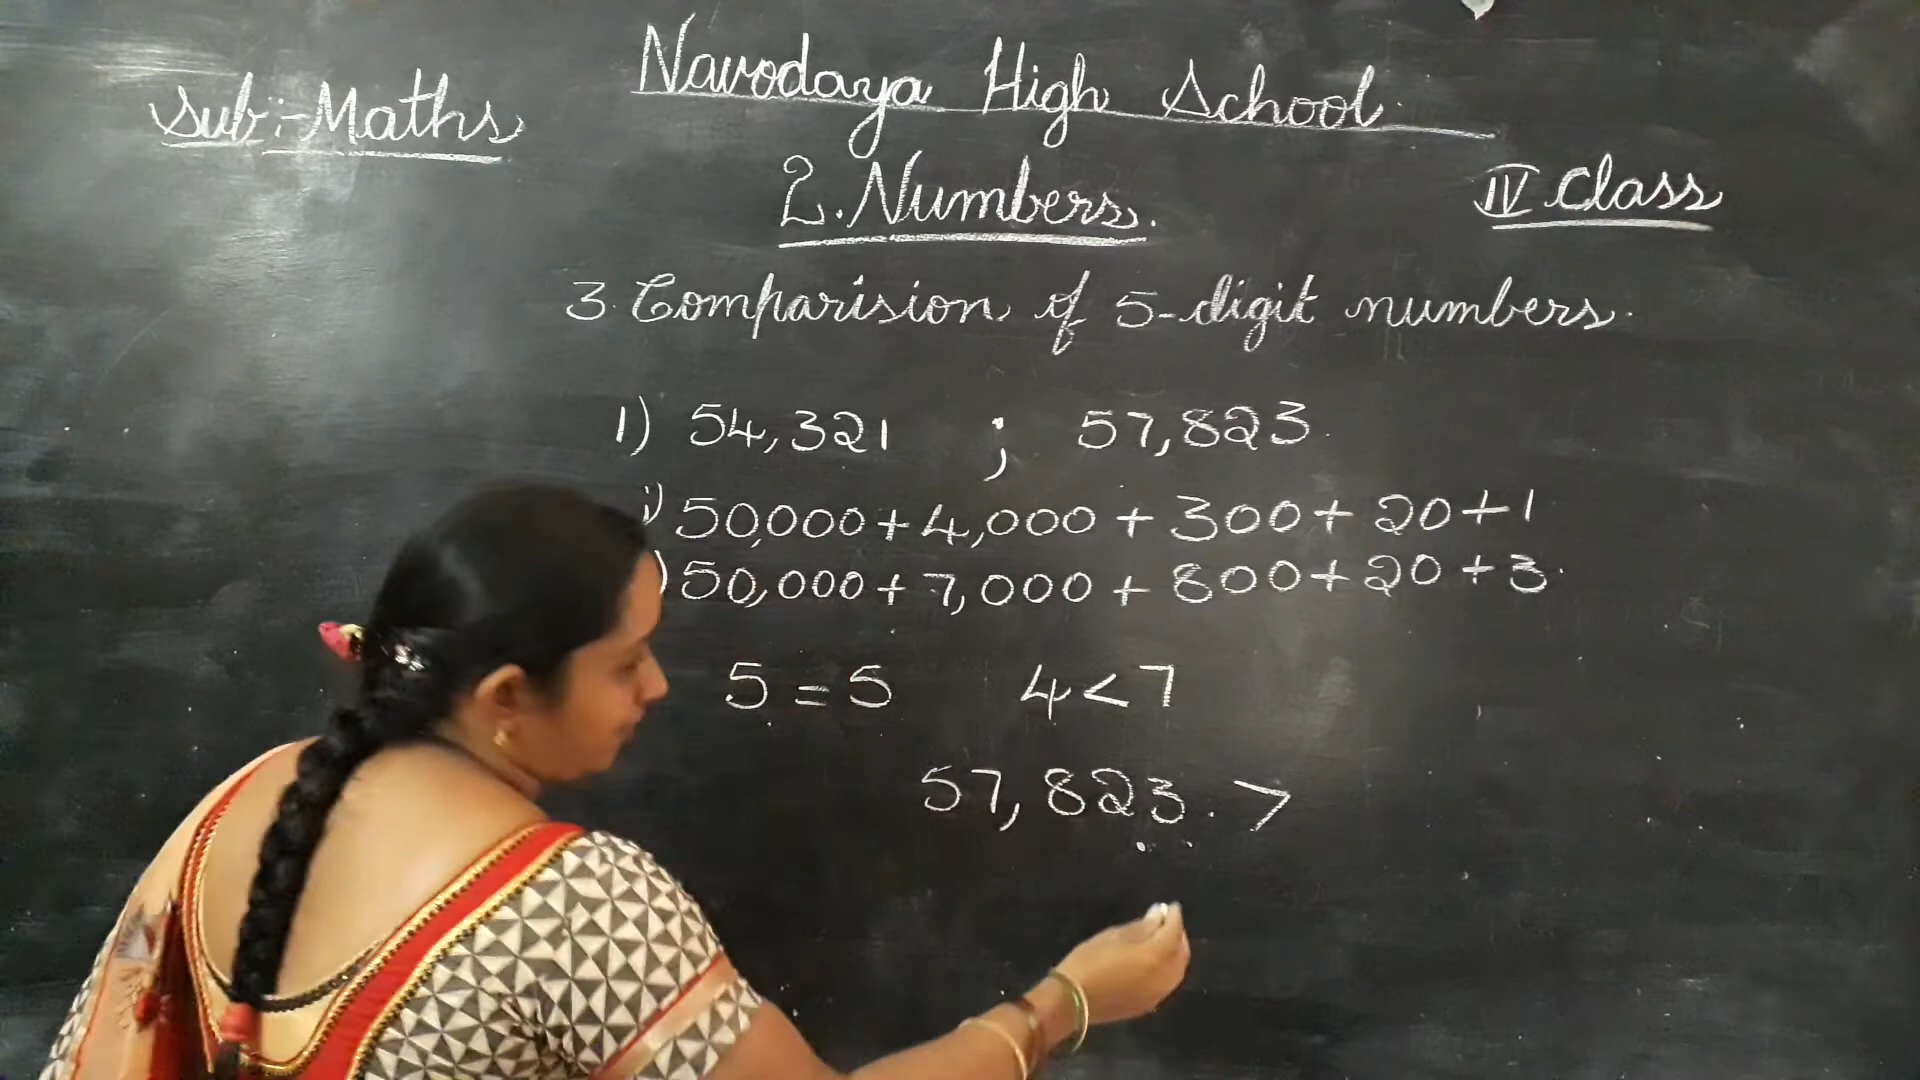 Navodaya High School
Sub:-Maths
2. Numbers.
IV Class
3. Comparision of 5-digit numbers.
1) 54,321 ; 57,823.
i) 50,000+4,000+300+20+1
) 50,000+7,000+800+20+3.
5=5 4<7
57,823. >